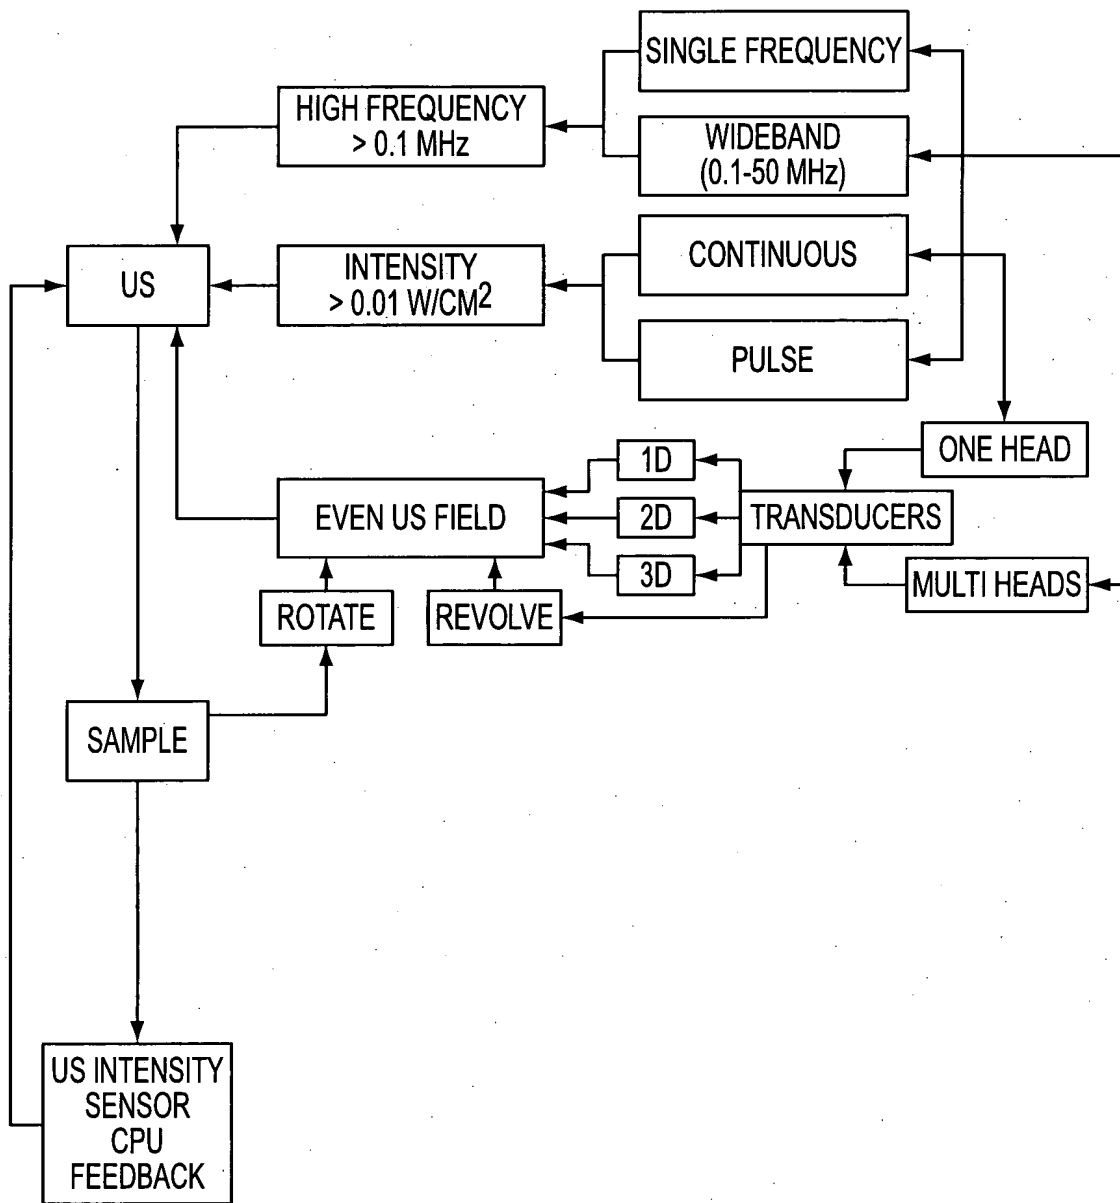 SINGLE FREQUENCY
HIGH FREQUENCY
> 0.1 MHz
WIDEBAND
(0.1-50 MHz)
US
INTENSITY
> 0.01 W/CM2
CONTINUOUS
PULSE
ONE HEAD
1D
EVEN US FIELD
2D
TRANSDUCERS
3D
MULTI HEADS
ROTATE
REVOLVE
SAMPLE
US INTENSITY
SENSOR
CPU
FEEDBACK